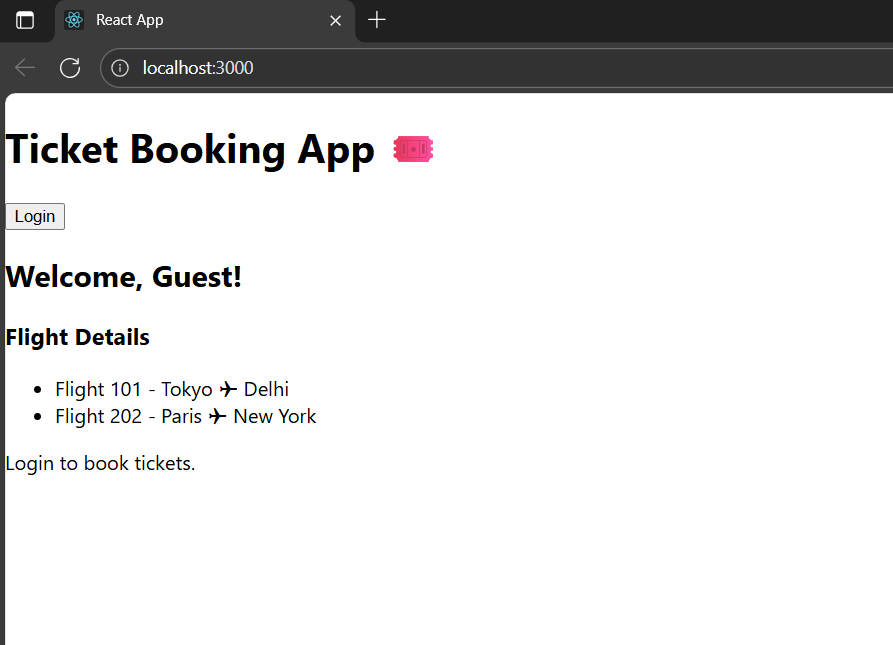 React App
localhost:3000
Ticket Booking App 🎟️
Login
Welcome, Guest!
Flight Details
• Flight 101 - Tokyo ✈ Delhi
• Flight 202 - Paris ✈ New York
Login to book tickets.